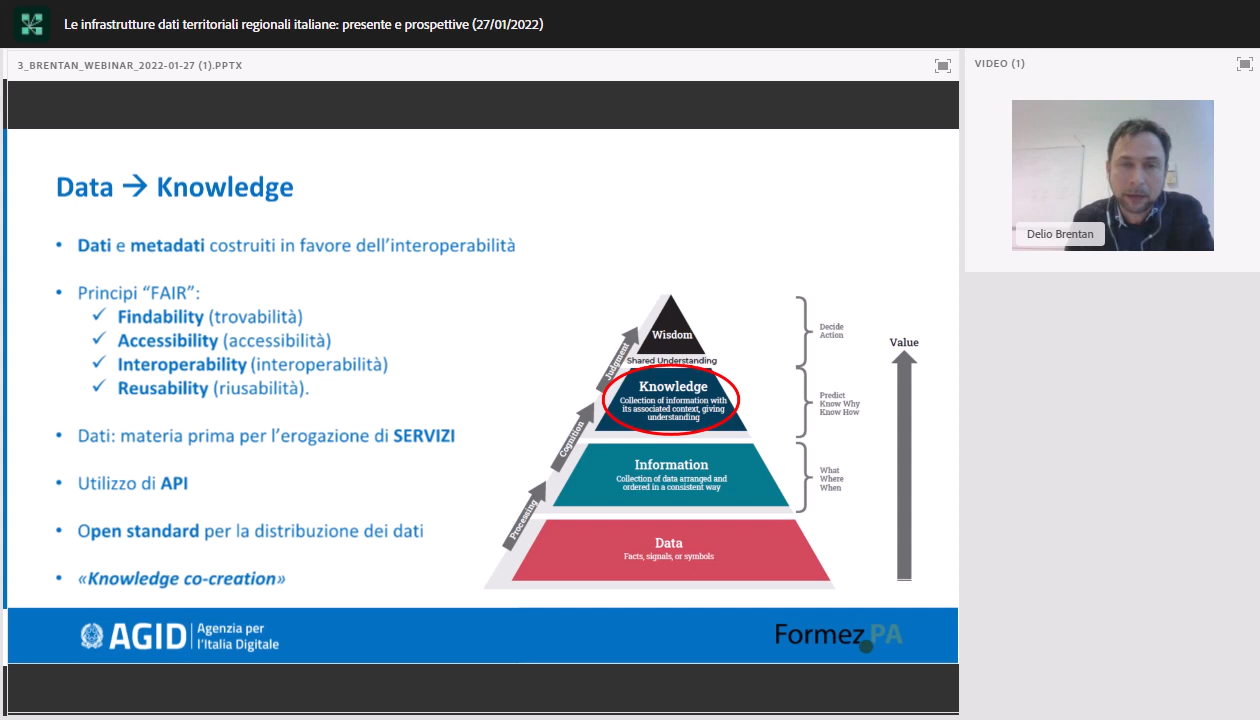 Le infrastrutture dati territoriali regionali italiane: presente e prospettive (27/01/2022)
3_BRENTAN_WEBINAR_2022-01-27 (1).PPTX
VIDEO (1)
Delio Brentan
Data → Knowledge
• Dati e metadati costruiti in favore dell'interoperabilità
• Principi “FAIR”:
✓ Findability (trovabilità)
✓ Accessibility (accessibilità)
✓ Interoperability (interoperabilità)
✓ Reusability (riusabilità).
• Dati: materia prima per l'erogazione di SERVIZI
• Utilizzo di API
• Open standard per la distribuzione dei dati
• «Knowledge co-creation»
Wisdom
Shared Understanding
Knowledge
Collection of information with
its associated context, giving
understanding
Information
Collection of data arranged and
ordered in a consistent way
Data
Facts, signals, or symbols
Judgment
Cognition
Processing
Decide
Action
Predict
Know Why
Know How
What
Where
When
Value
AGID
Agenzia per
l'Italia Digitale
Formez PA